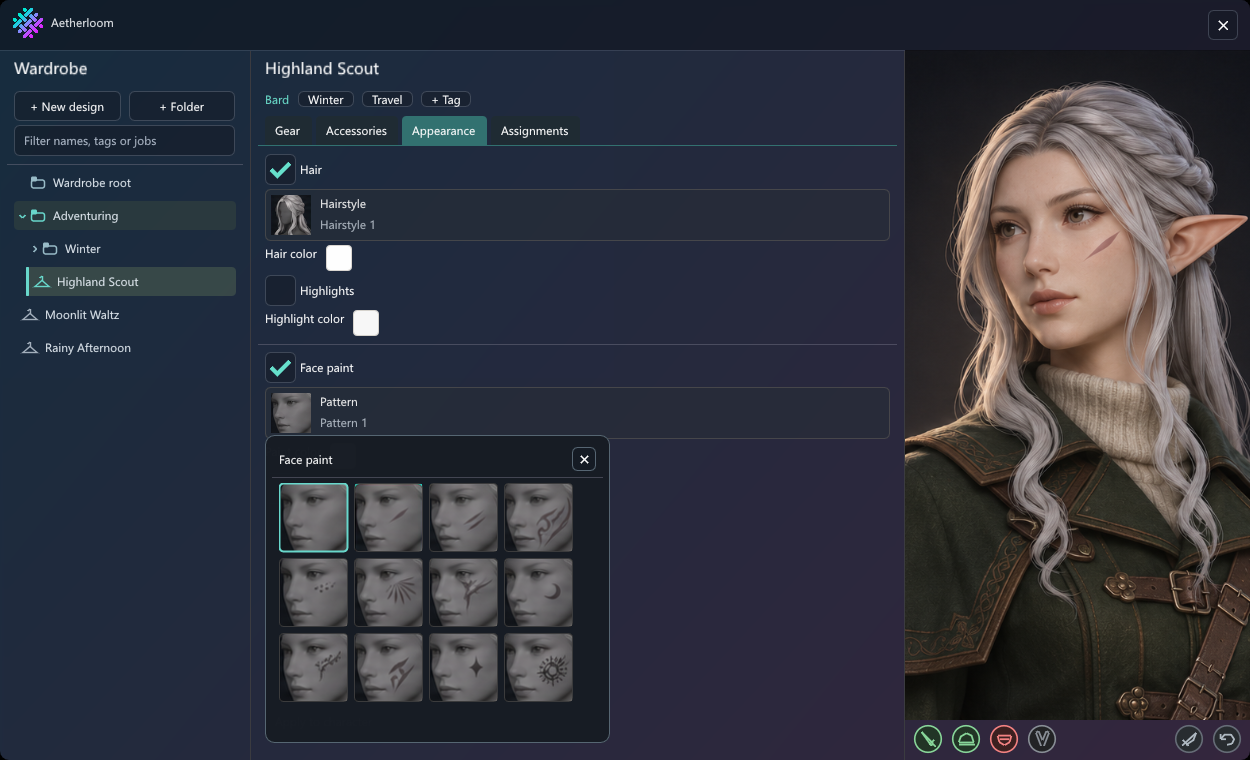 Aetherloom
Wardrobe
+ New design
+ Folder
Filter names, tags or jobs
Wardrobe root
Adventuring
Winter
Highland Scout
Moonlit Waltz
Rainy Afternoon
Highland Scout
Bard Winter Travel + Tag
Gear Accessories Appearance Assignments
Hair
Hairstyle
Hairstyle 1
Hair color
Highlights
Highlight color
Face paint
Pattern
Pattern 1
Face paint